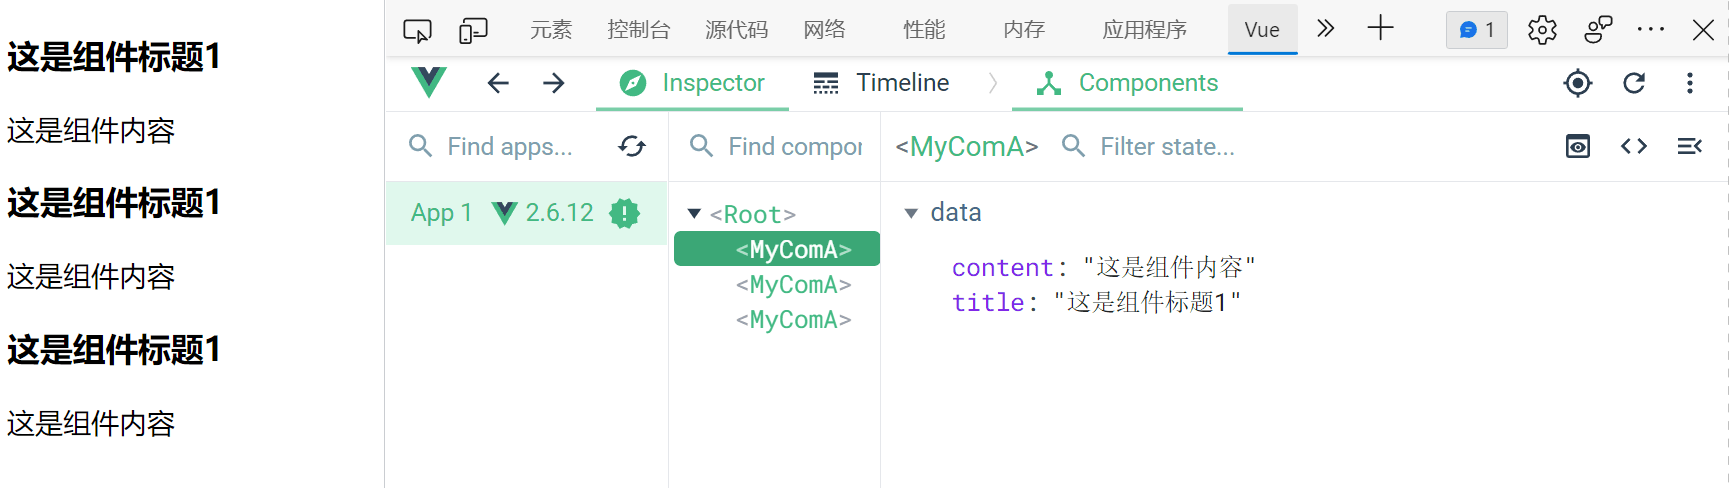 这是组件标题1
这是组件内容
这是组件标题1
这是组件内容
这是组件标题1
这是组件内容
元素 控制台 源代码 网络 性能 内存 应用程序 Vue 1
Inspector Timeline Components
Find apps... Find compor <MyComA> Filter state...
App 1 2.6.12
<Root>
<MyComA>
<MyComA>
<MyComA>
data
content: "这是组件内容"
title: "这是组件标题1"